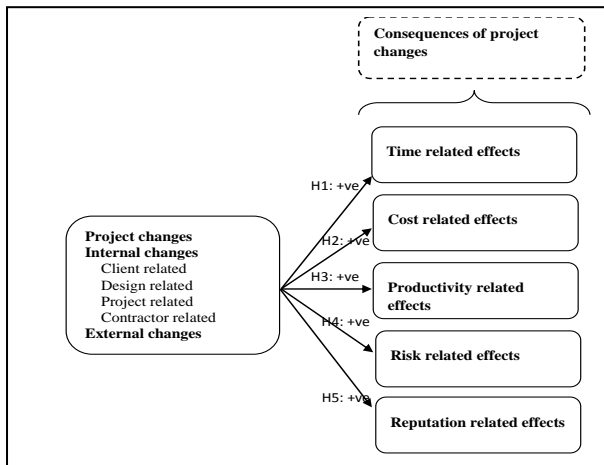 Consequences of project
changes
Time related effects
H1: +ve
Cost related effects
H2: +ve
Project changes
Internal changes
Client related
Design related
Project related
Contractor related
External changes
H3: +ve
Productivity related
effects
H4: +ve
Risk related effects
H5: +ve
Reputation related effects